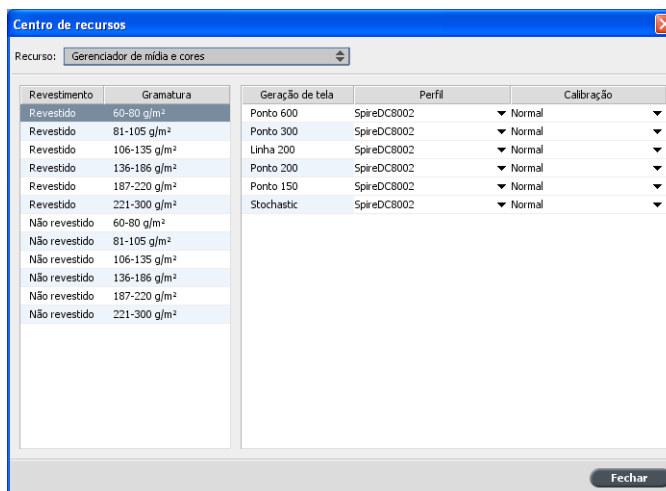 Centro de recursos
Recurso: Gerenciador de mídia e cores
Revestimento Gramatura Geração de tela Perfil Calibração
Revestido 60-80 g/m² Ponto 600 SpireDC8002 Normal
Revestido 81-105 g/m² Ponto 300 SpireDC8002 Normal
Revestido 106-135 g/m² Linha 200 SpireDC8002 Normal
Revestido 136-186 g/m² Ponto 200 SpireDC8002 Normal
Revestido 187-220 g/m² Ponto 150 SpireDC8002 Normal
Revestido 221-300 g/m² Stochastic SpireDC8002 Normal
Não revestido 60-80 g/m²
Não revestido 81-105 g/m²
Não revestido 106-135 g/m²
Não revestido 136-186 g/m²
Não revestido 187-220 g/m²
Não revestido 221-300 g/m²
Fechar